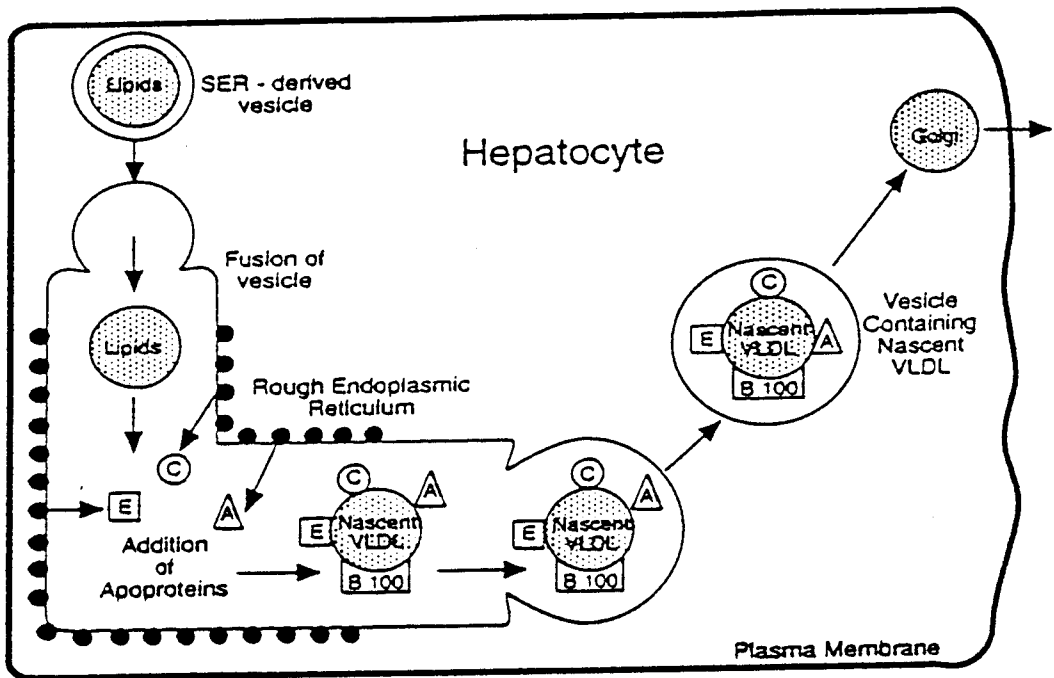 Lipids
SER - derived
vesicle
Golgi
Hepatocyte
Fusion of
vesicle
Lipids
C
E
Nascent
VLDL
A
B 100
Vesicle
Containing
Nascent
VLDL
Rough Endoplasmic
Reticulum
C
E
A
Addition
of
Apoproteins
C
A
E
Nascent
VLDL
B 100
C
A
E
Nascent
VLDL
B 100
Plasma Membrane